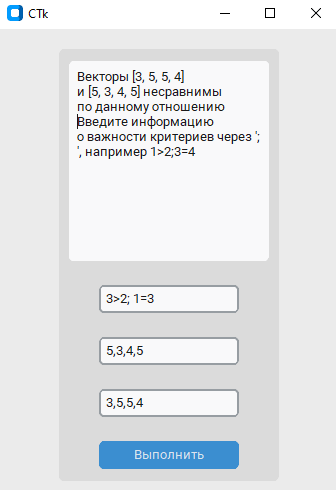 CTk
Векторы [3, 5, 5, 4]
и [5, 3, 4, 5] несравнимы
по данному отношению
Введите информацию
о важности критериев через ';
', например 1>2;3=4
3>2; 1=3
5,3,4,5
3,5,5,4
Выполнить